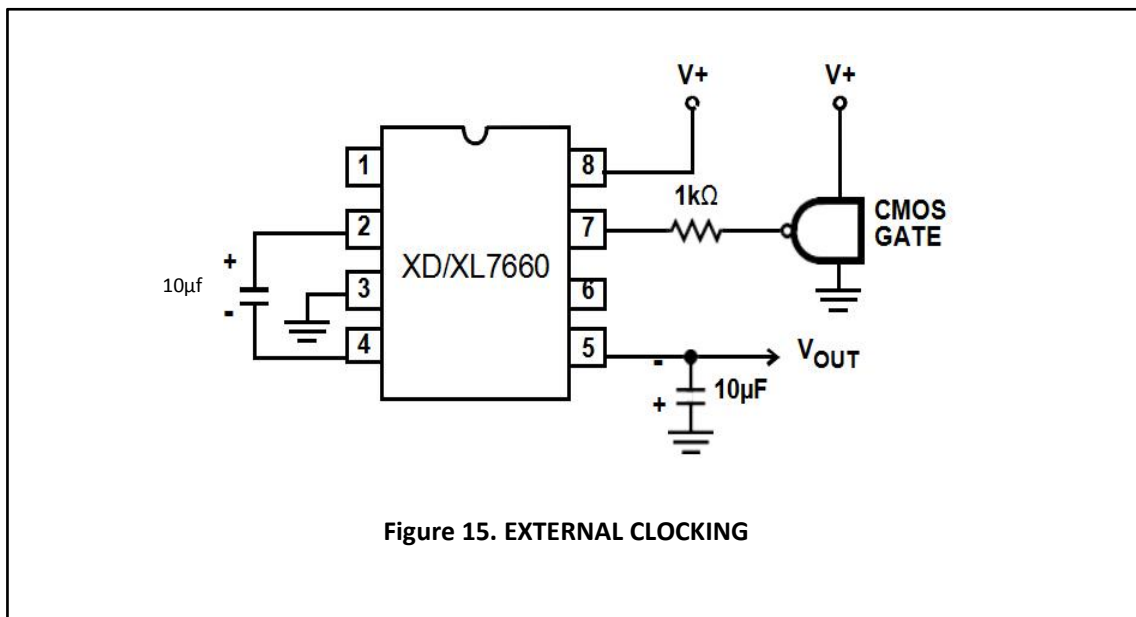 V+
V+
1
8
1kΩ
CMOS
GATE
2
7
+
10μf
XD/XL7660
3
6
-
4
5
-
VOUT
+
10μF
Figure 15. EXTERNAL CLOCKING